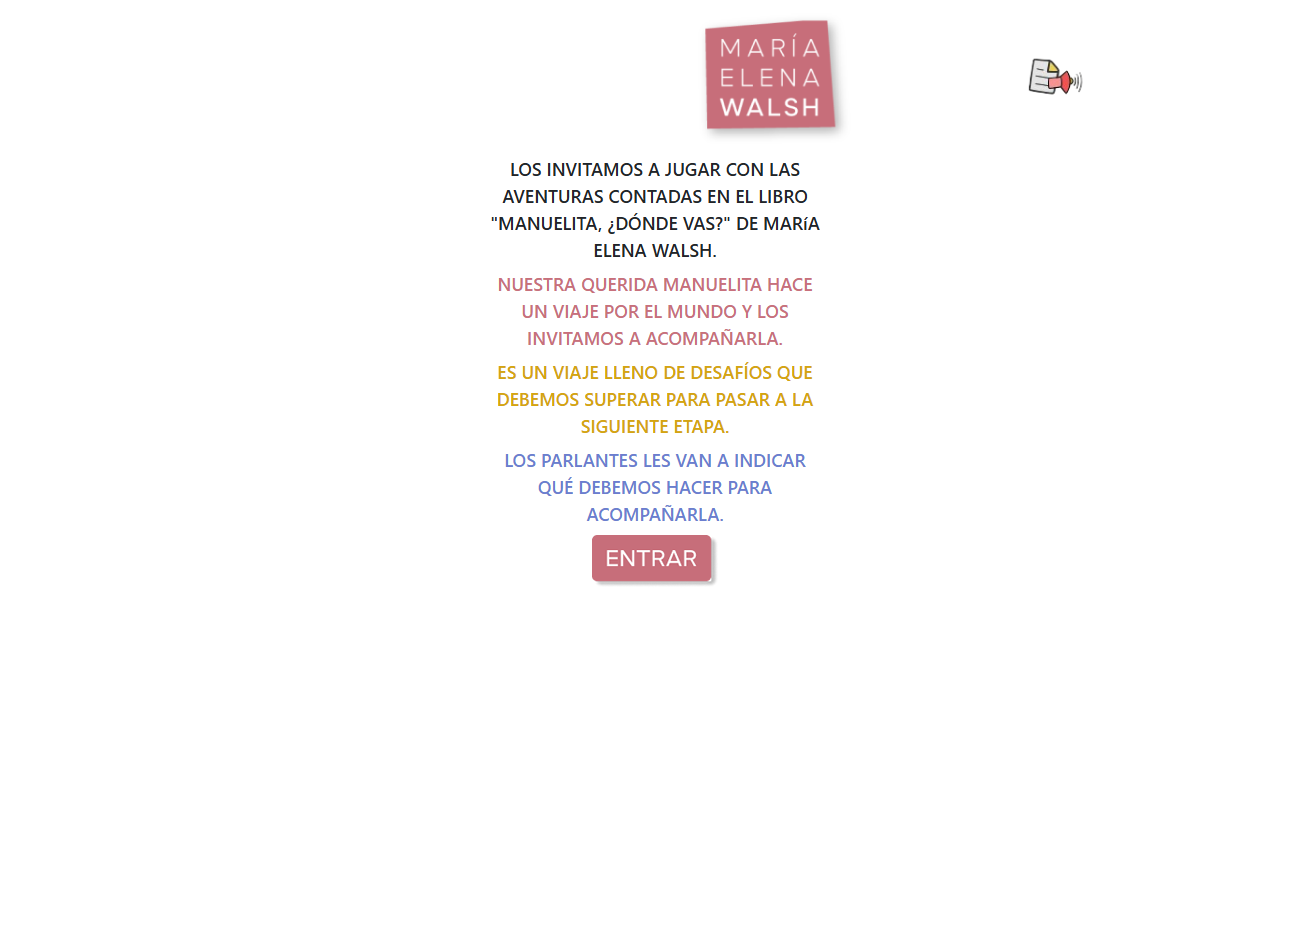 MARÍA
ELENA
WALSH
LOS INVITAMOS A JUGAR CON LAS
AVENTURAS CONTADAS EN EL LIBRO
"MANUELITA, ¿DÓNDE VAS?" DE MARíA
ELENA WALSH.
NUESTRA QUERIDA MANUELITA HACE
UN VIAJE POR EL MUNDO Y LOS
INVITAMOS A ACOMPAÑARLA.
ES UN VIAJE LLENO DE DESAFÍOS QUE
DEBEMOS SUPERAR PARA PASAR A LA
SIGUIENTE ETAPA.
LOS PARLANTES LES VAN A INDICAR
QUÉ DEBEMOS HACER PARA
ACOMPAÑARLA.
ENTRAR